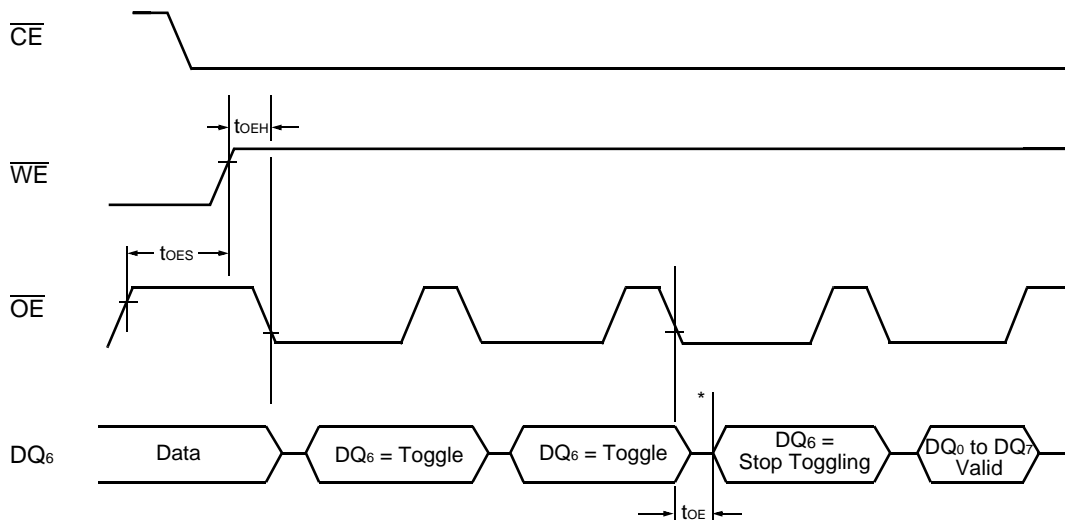 CE
tOEH
WE
tOES
OE
*
DQ6
Data
DQ6 = Toggle
DQ6 = Toggle
DQ6 =
Stop Toggling
DQ0 to DQ7
Valid
tOE